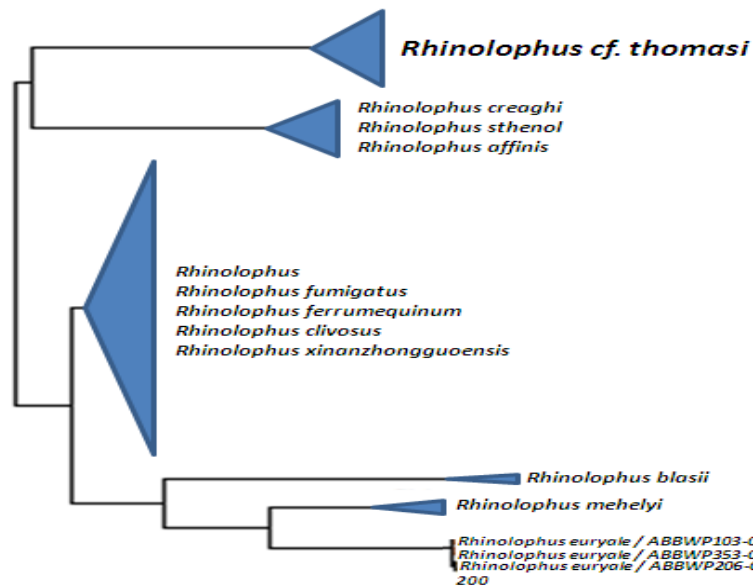 Rhinolophus cf. thomasi
Rhinolophus creaghi
Rhinolophus sthenol
Rhinolophus affinis
Rhinolophus
Rhinolophus fumigatus
Rhinolophus ferrumequinum
Rhinolophus clivosus
Rhinolophus xinanzhongguoensis
Rhinolophus blasii
Rhinolophus mehelyi
Rhinolophus euryale / ABBWP103-0
Rhinolophus euryale / ABBWP353-0
Rhinolophus euryale / ABBWP206-0
200